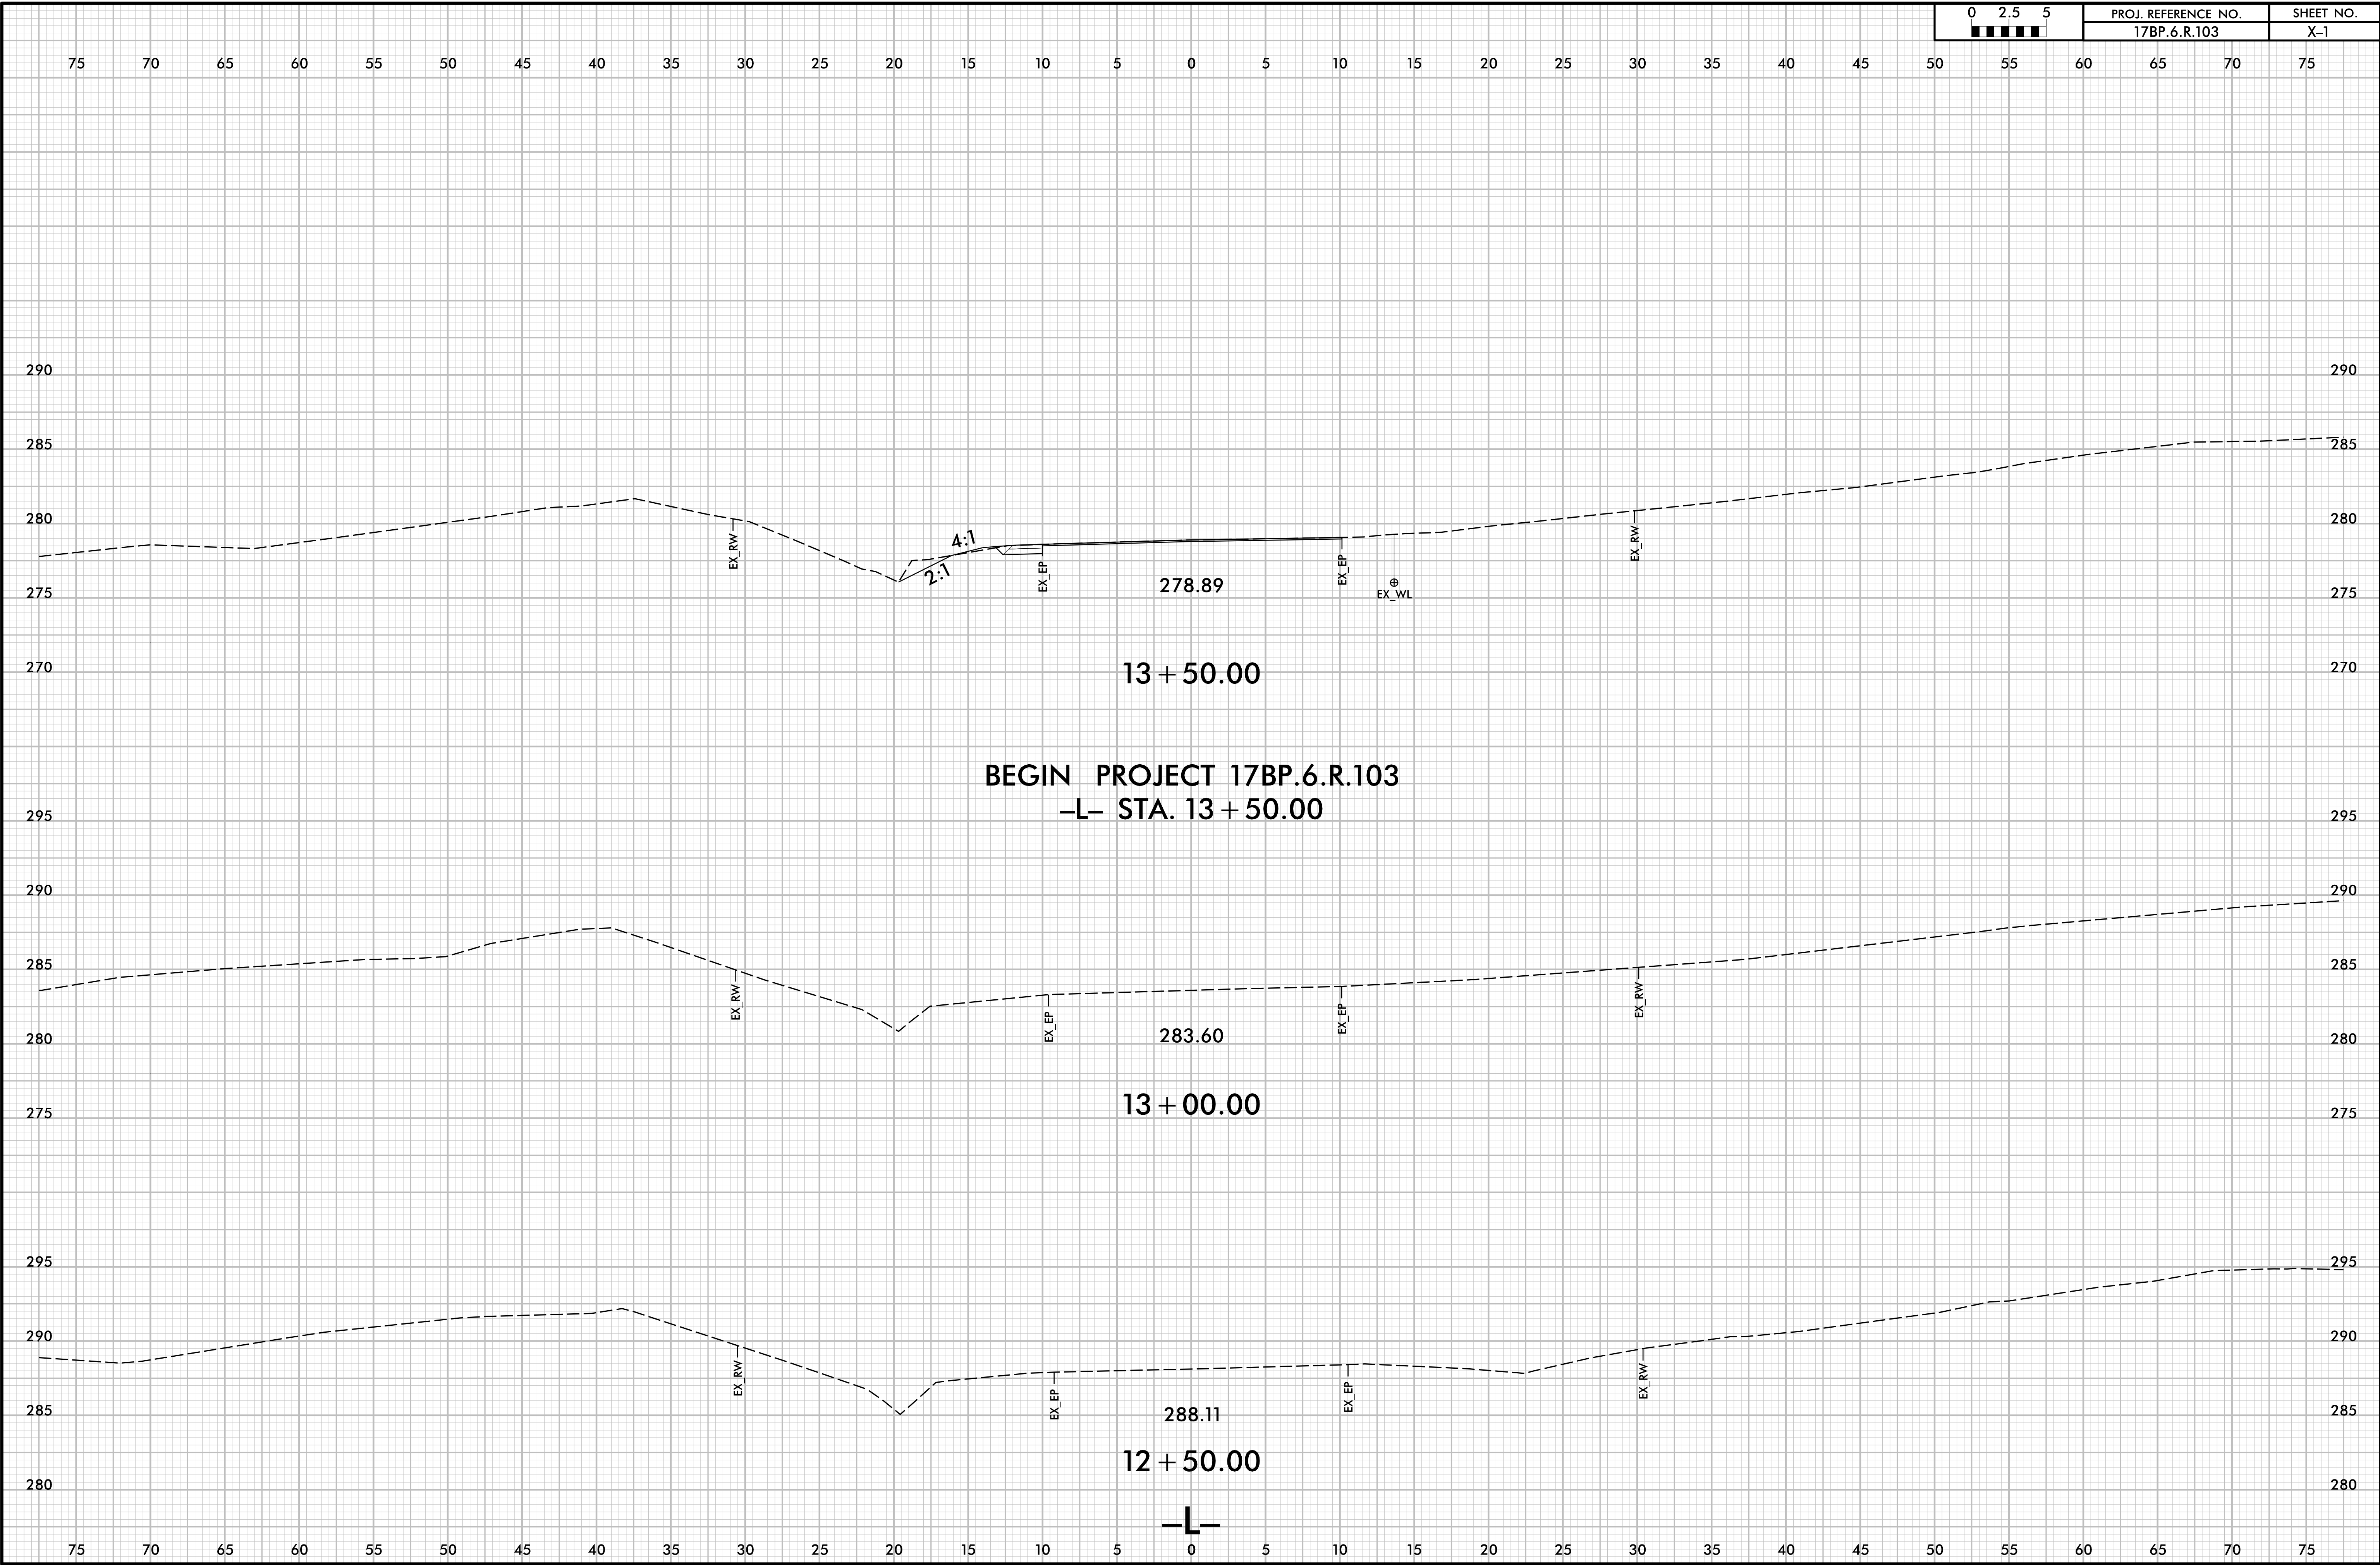 0 2.5 5
PROJ. REFERENCE NO. SHEET NO.
17BP.6.R.103 X–1
75 70 65 60 55 50 45 40 35 30 25 20 15 10 5 0 5 10 15 20 25 30 35 40 45 50 55 60 65 70 75
290 290
285 285
280 280
4:1
EX_RW EX_RW
2:1
EX_EP EX_EP
278.89
EX_WL
275 275
270 270
13+50.00
BEGIN PROJECT 17BP.6.R.103
–L– STA. 13+50.00
295 295
290 290
285 285
EX_RW EX_EP EX_EP EX_RW
283.60
280 280
13+00.00
275 275
295 295
290 290
EX_RW EX_EP EX_EP EX_RW
285 288.11 285
12+50.00
280 280
–L–
75 70 65 60 55 50 45 40 35 30 25 20 15 10 5 0 5 10 15 20 25 30 35 40 45 50 55 60 65 70 75